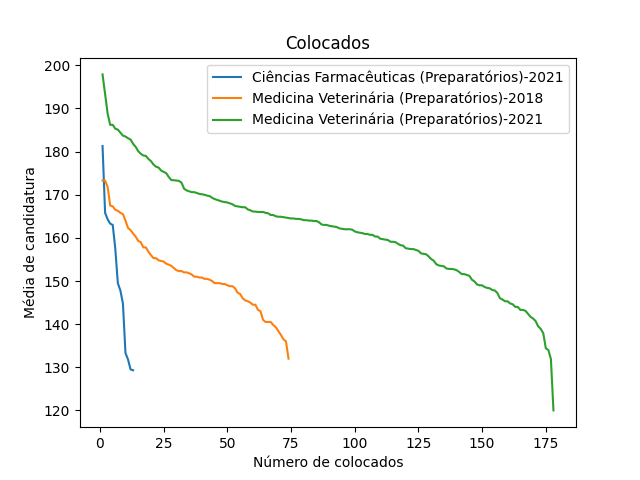 Colocados
Ciências Farmacêuticas (Preparatórios)-2021
Medicina Veterinária (Preparatórios)-2018
Medicina Veterinária (Preparatórios)-2021
Média de candidatura
200
190
180
170
160
150
140
130
120
0 25 50 75 100 125 150 175
Número de colocados